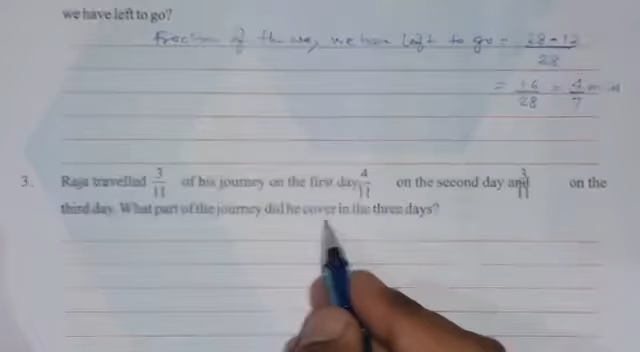 we have left to go?
Fraction of the way we have left to go = 28-12/28
= 16/28 = 4/7
3. Raja travelled 3/11 of his journey on the first day, 4/11 on the second day and 3/11 on the
third day. What part of the journey did he cover in the three days?